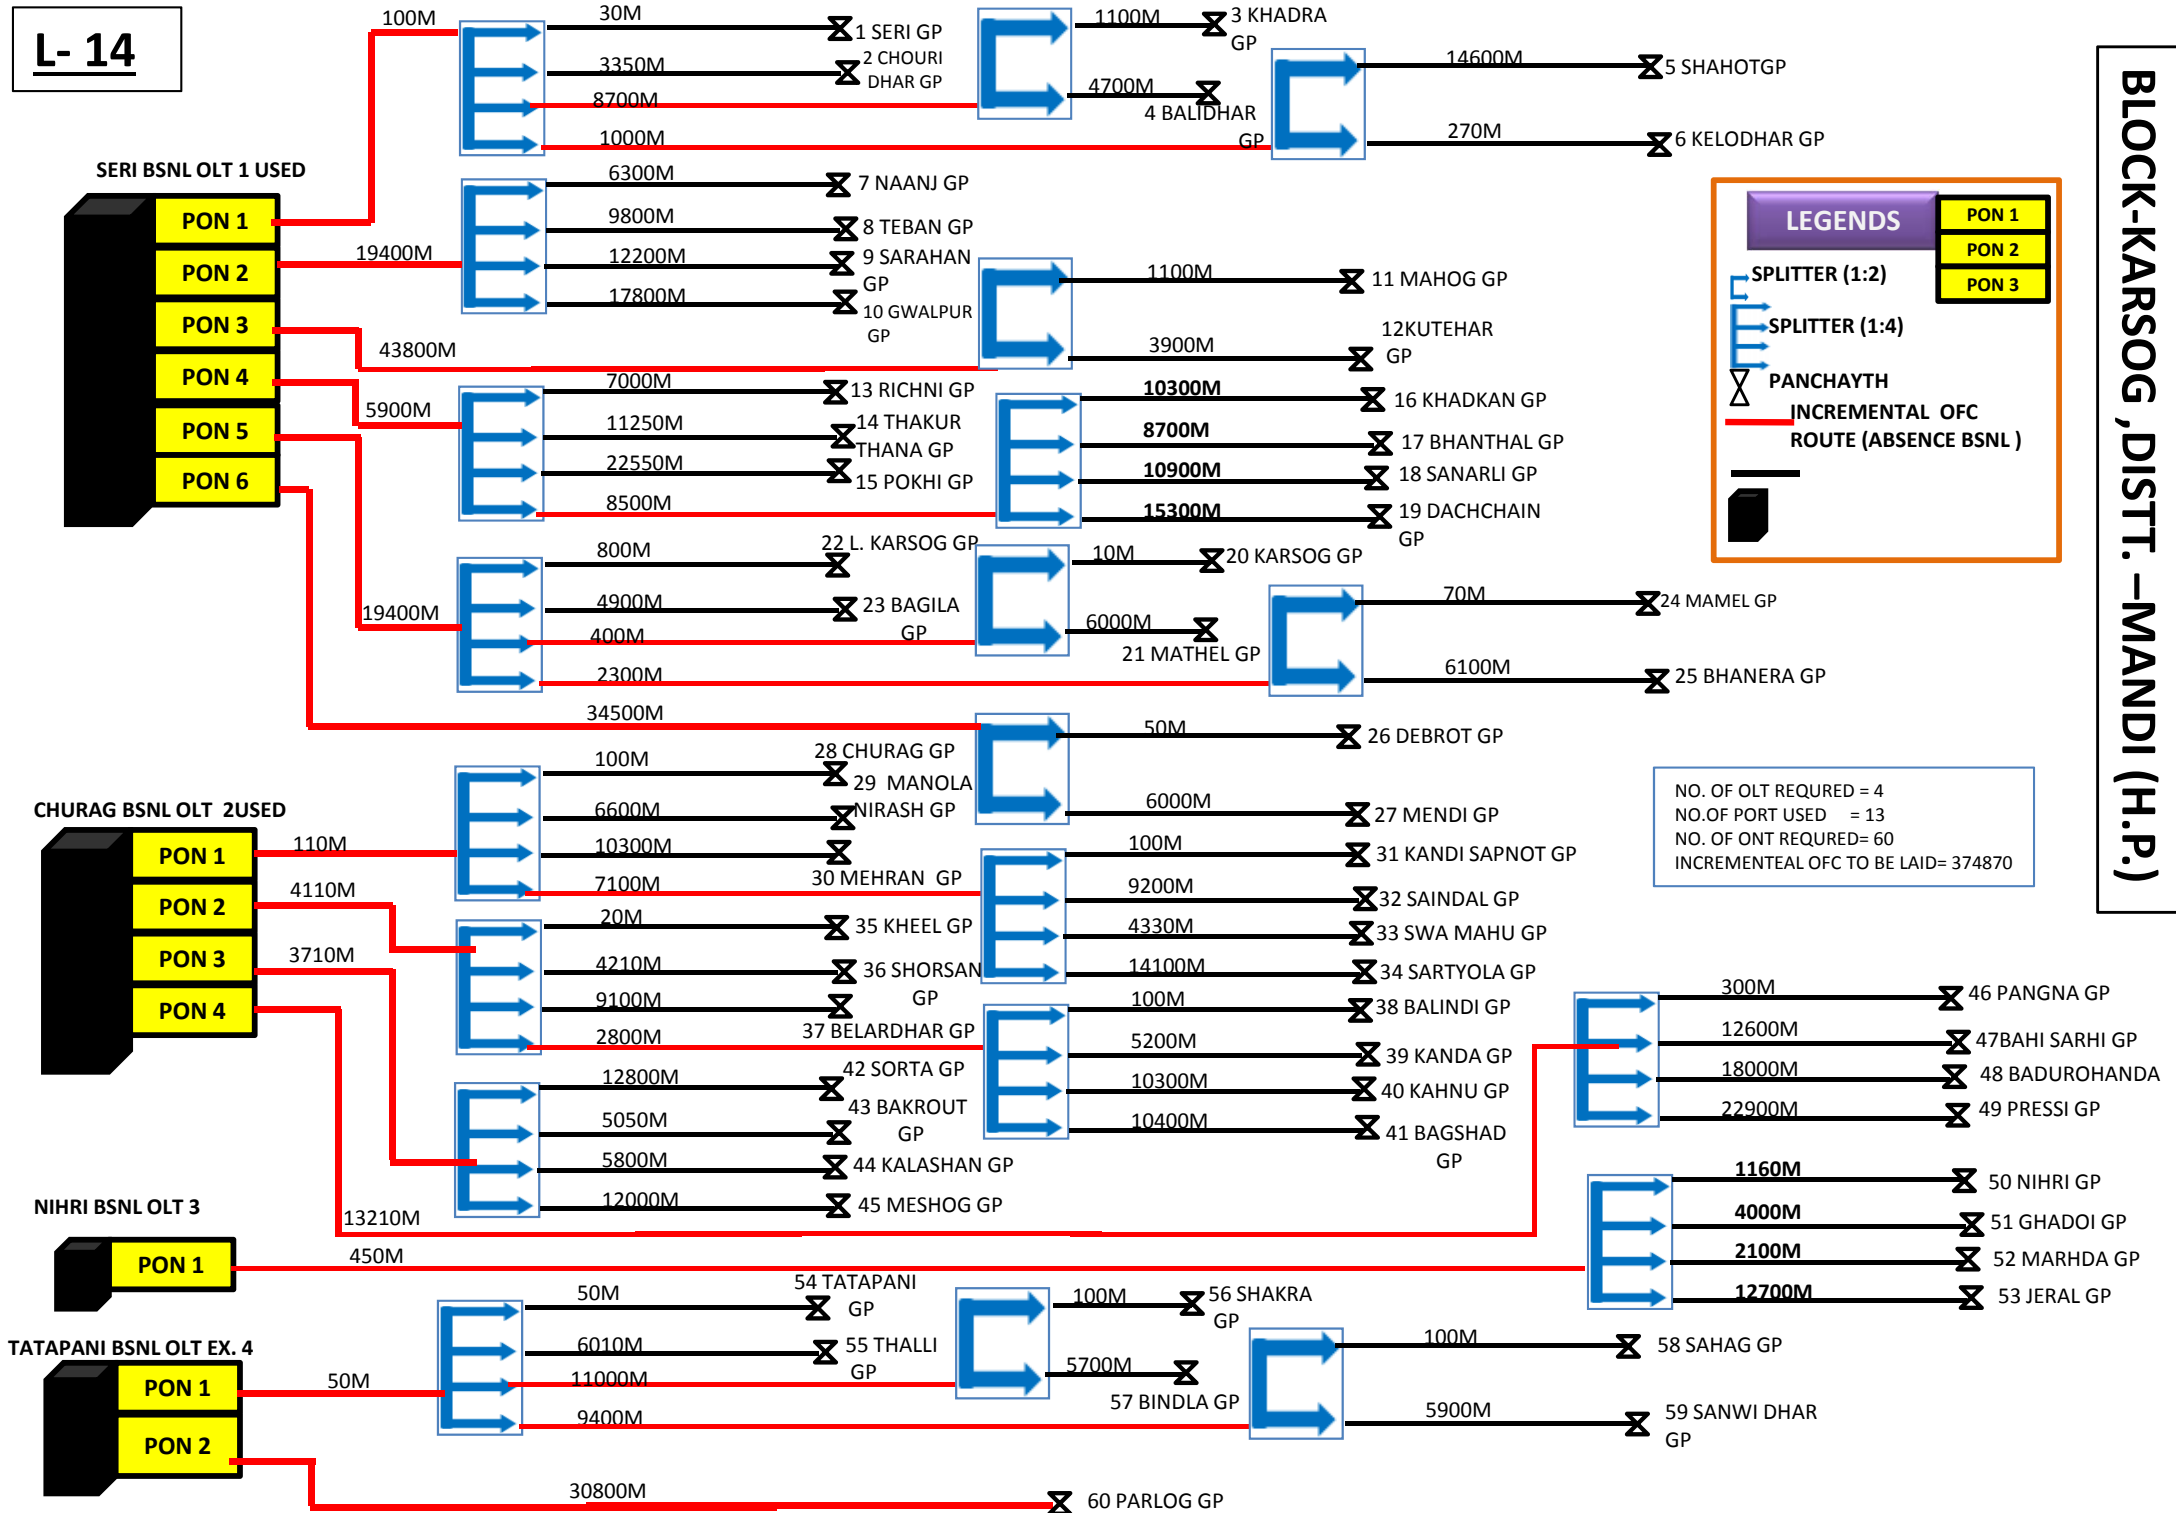 L- 14
BLOCK-KARSOG ,DISTT. –MANDI (H.P.)
100M
30M
1 SERI GP
3350M
2 CHOURI
DHAR GP
8700M
1000M
1100M
3 KHADRA
GP
4700M
4 BALIDHAR
GP
14600M
5 SHAHOTGP
270M
6 KELODHAR GP
SERI BSNL OLT 1 USED
PON 1
PON 2
PON 3
PON 4
PON 5
PON 6
19400M
6300M
7 NAANJ GP
9800M
8 TEBAN GP
12200M
9 SARAHAN
GP
17800M
10 GWALPUR
GP
43800M
1100M
11 MAHOG GP
3900M
12KUTEHAR
GP
5900M
7000M
13 RICHNI GP
11250M
14 THAKUR
THANA GP
22550M
15 POKHI GP
8500M
10300M
16 KHADKAN GP
8700M
17 BHANTHAL GP
10900M
18 SANARLI GP
15300M
19 DACHCHAIN
GP
19400M
800M
22 L. KARSOG GP
4900M
23 BAGILA
GP
400M
2300M
10M
20 KARSOG GP
6000M
21 MATHEL GP
70M
24 MAMEL GP
6100M
25 BHANERA GP
34500M
50M
26 DEBROT GP
6000M
27 MENDI GP
LEGENDS
PON 1
PON 2
PON 3
SPLITTER (1:2)
SPLITTER (1:4)
PANCHAYTH
INCREMENTAL OFC
ROUTE (ABSENCE BSNL )
NO. OF OLT REQURED = 4
NO.OF PORT USED = 13
NO. OF ONT REQURED= 60
INCREMENTEAL OFC TO BE LAID= 374870
CHURAG BSNL OLT 2USED
PON 1
PON 2
PON 3
PON 4
110M
100M
28 CHURAG GP
6600M
29 MANOLA
NIRASH GP
10300M
30 MEHRAN GP
7100M
100M
31 KANDI SAPNOT GP
9200M
32 SAINDAL GP
4330M
33 SWA MAHU GP
14100M
34 SARTYOLA GP
4110M
20M
35 KHEEL GP
4210M
36 SHORSAN
GP
9100M
37 BELARDHAR GP
2800M
100M
38 BALINDI GP
5200M
39 KANDA GP
10300M
40 KAHNU GP
10400M
41 BAGSHAD
GP
3710M
12800M
42 SORTA GP
5050M
43 BAKROUT
GP
5800M
44 KALASHAN GP
12000M
45 MESHOG GP
13210M
300M
46 PANGNA GP
12600M
47BAHI SARHI GP
18000M
48 BADUROHANDA
22900M
49 PRESSI GP
NIHRI BSNL OLT 3
PON 1
450M
1160M
50 NIHRI GP
4000M
51 GHADOI GP
2100M
52 MARHDA GP
12700M
53 JERAL GP
TATAPANI BSNL OLT EX. 4
PON 1
PON 2
50M
50M
54 TATAPANI
GP
6010M
55 THALLI
GP
11000M
9400M
100M
56 SHAKRA
GP
5700M
57 BINDLA GP
100M
58 SAHAG GP
5900M
59 SANWI DHAR
GP
30800M
60 PARLOG GP